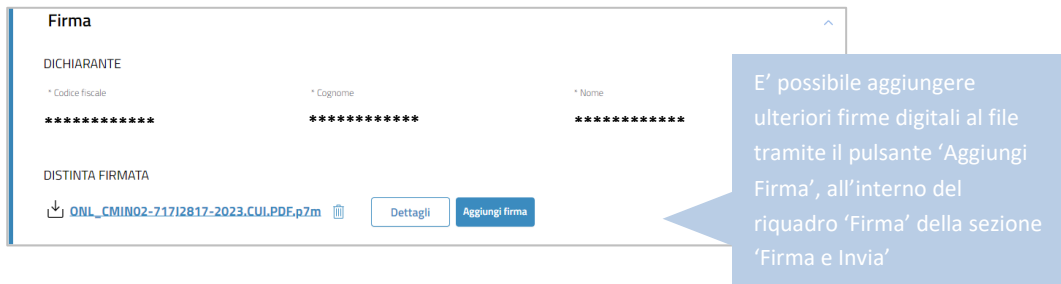 Firma
DICHIARANTE
* Codice fiscale * Cognome * Nome
************ ************ ************
DISTINTA FIRMATA
ONL_CMINO2-717I2817-2023.CUI.PDF.p7m Dettagli Aggiungi firma
E’ possibile aggiungere
ulteriori firme digitali al file
tramite il pulsante ‘Aggiungi
Firma’, all’interno del
riquadro ‘Firma’ della sezione
‘Firma e Invia’